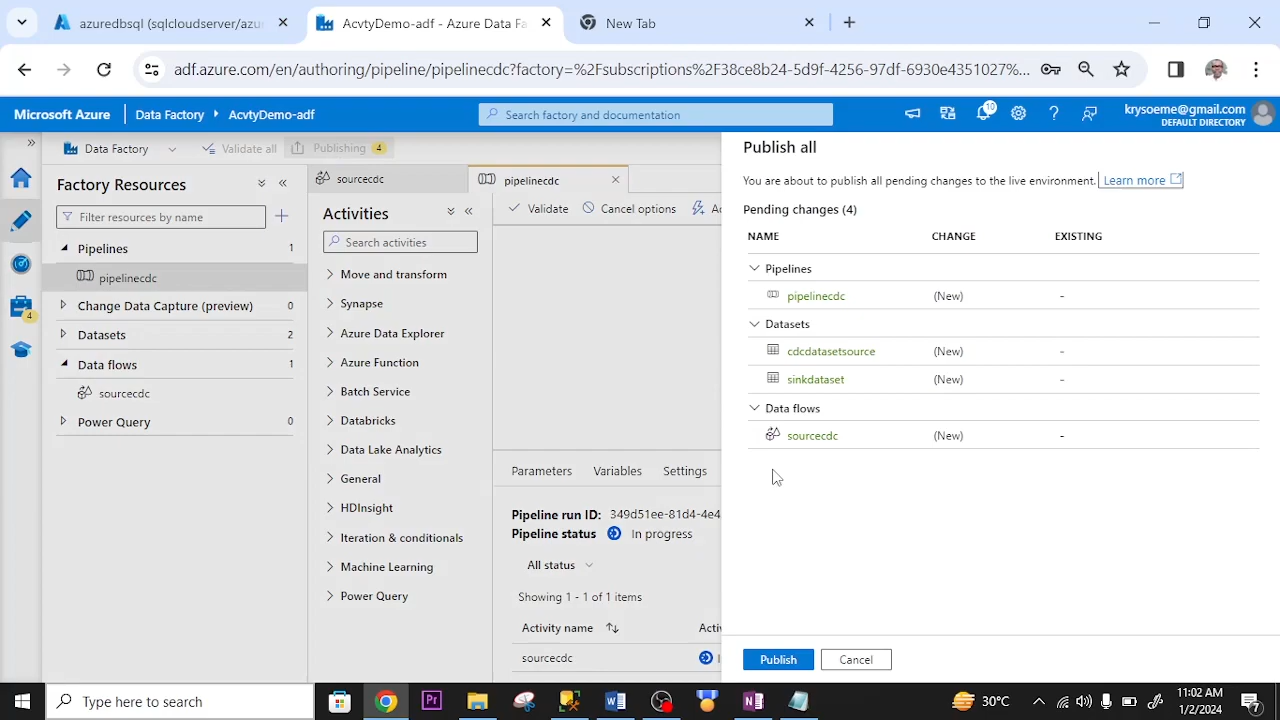 azuredbsql (sqlcloudserver/azur
AcvtyDemo-adf - Azure Data Fa
New Tab
adf.azure.com/en/authoring/pipeline/pipelinecdc?factory=%2Fsubscriptions%2F38ce8b24-5d9f-4256-97df-6930e4351027%...
Microsoft Azure
Data Factory
AcvtyDemo-adf
Search factory and documentation
10
krysoeme@gmail.com
DEFAULT DIRECTORY
Data Factory
Validate all
Publishing
4
Factory Resources
Filter resources by name
Pipelines
1
pipelinecdc
Change Data Capture (preview)
0
Datasets
2
Data flows
1
sourcecdc
Power Query
0
4
sourcecdc
pipelinecdc
Activities
Search activities
Move and transform
Synapse
Azure Data Explorer
Azure Function
Batch Service
Databricks
Data Lake Analytics
General
HDInsight
Iteration & conditionals
Machine Learning
Power Query
Validate
Cancel options
Parameters
Variables
Settings
Pipeline run ID: 349d51ee-81d4-4e4
Pipeline status
In progress
All status
Showing 1 - 1 of 1 items
Activity name
Activ
sourcecdc
Publish all
You are about to publish all pending changes to the live environment. Learn more
Pending changes (4)
NAME
CHANGE
EXISTING
Pipelines
pipelinecdc
(New)
-
Datasets
cdcdatasetsource
(New)
-
sinkdataset
(New)
-
Data flows
sourcecdc
(New)
-
Publish
Cancel
Type here to search
30°C
11:02 AM
1/2/2024
7